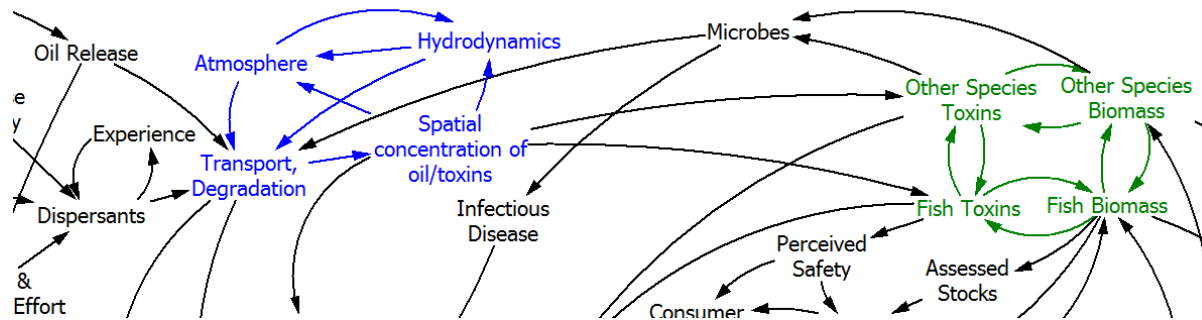 Oil Release
Atmosphere
Hydrodynamics
Microbes
Other Species
Toxins
Other Species
Biomass
se
y
Experience
Transport,
Degradation
Spatial
concentration of
oil/toxins
Dispersants
Infectious
Disease
Fish Toxins
Fish Biomass
Perceived
Safety
Assessed
Stocks
&
Effort
Consumer